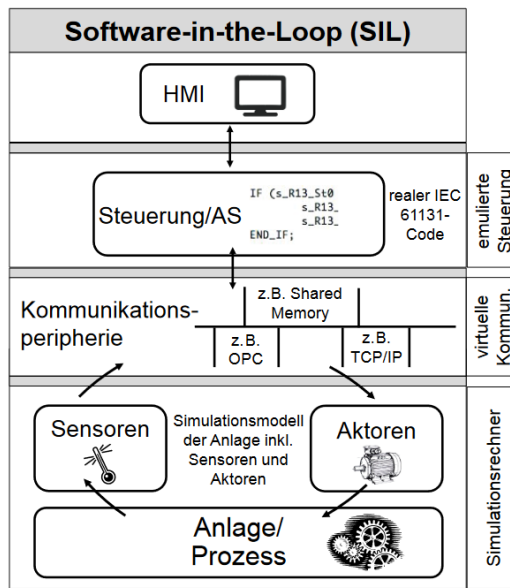 Software-in-the-Loop (SIL)
HMI
Steuerung/AS
IF (s_R13_St0
s_R13_
s_R13_
END_IF;
realer IEC
61131-
Code
emulierte
Steuerung
Kommunikations-
peripherie
z.B. Shared
Memory
z.B.
OPC
z.B.
TCP/IP
virtuelle
Kommun.
Sensoren
Simulationsmodell
der Anlage inkl.
Sensoren und
Aktoren
Aktoren
Anlage/
Prozess
Simulationsrechner